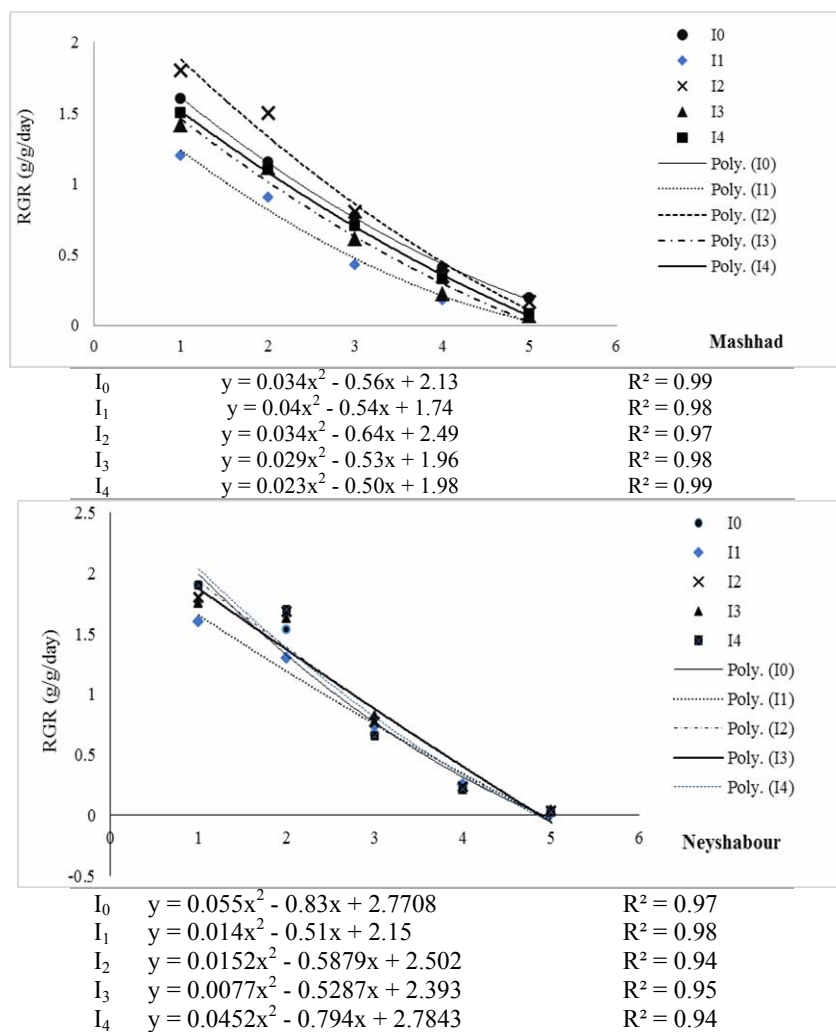 2
1.5
1
0.5
0
0 1 2 3 4 5 6
RGR (g/g/day)
I0
I1
I2
I3
I4
Poly. (I0)
Poly. (I1)
Poly. (I2)
Poly. (I3)
Poly. (I4)
Mashhad
I₀ y = 0.034x² - 0.56x + 2.13 R² = 0.99
I₁ y = 0.04x² - 0.54x + 1.74 R² = 0.98
I₂ y = 0.034x² - 0.64x + 2.49 R² = 0.97
I₃ y = 0.029x² - 0.53x + 1.96 R² = 0.98
I₄ y = 0.023x² - 0.50x + 1.98 R² = 0.99
2.5
2
1.5
1
0.5
0
-0.5
0 1 2 3 4 5 6
RGR (g/g/day)
I0
I1
I2
I3
I4
Poly. (I0)
Poly. (I1)
Poly. (I2)
Poly. (I3)
Poly. (I4)
Neyshabour
I₀ y = 0.055x² - 0.83x + 2.7708 R² = 0.97
I₁ y = 0.014x² - 0.51x + 2.15 R² = 0.98
I₂ y = 0.0152x² - 0.5879x + 2.502 R² = 0.94
I₃ y = 0.0077x² - 0.5287x + 2.393 R² = 0.95
I₄ y = 0.0452x² - 0.794x + 2.7843 R² = 0.94